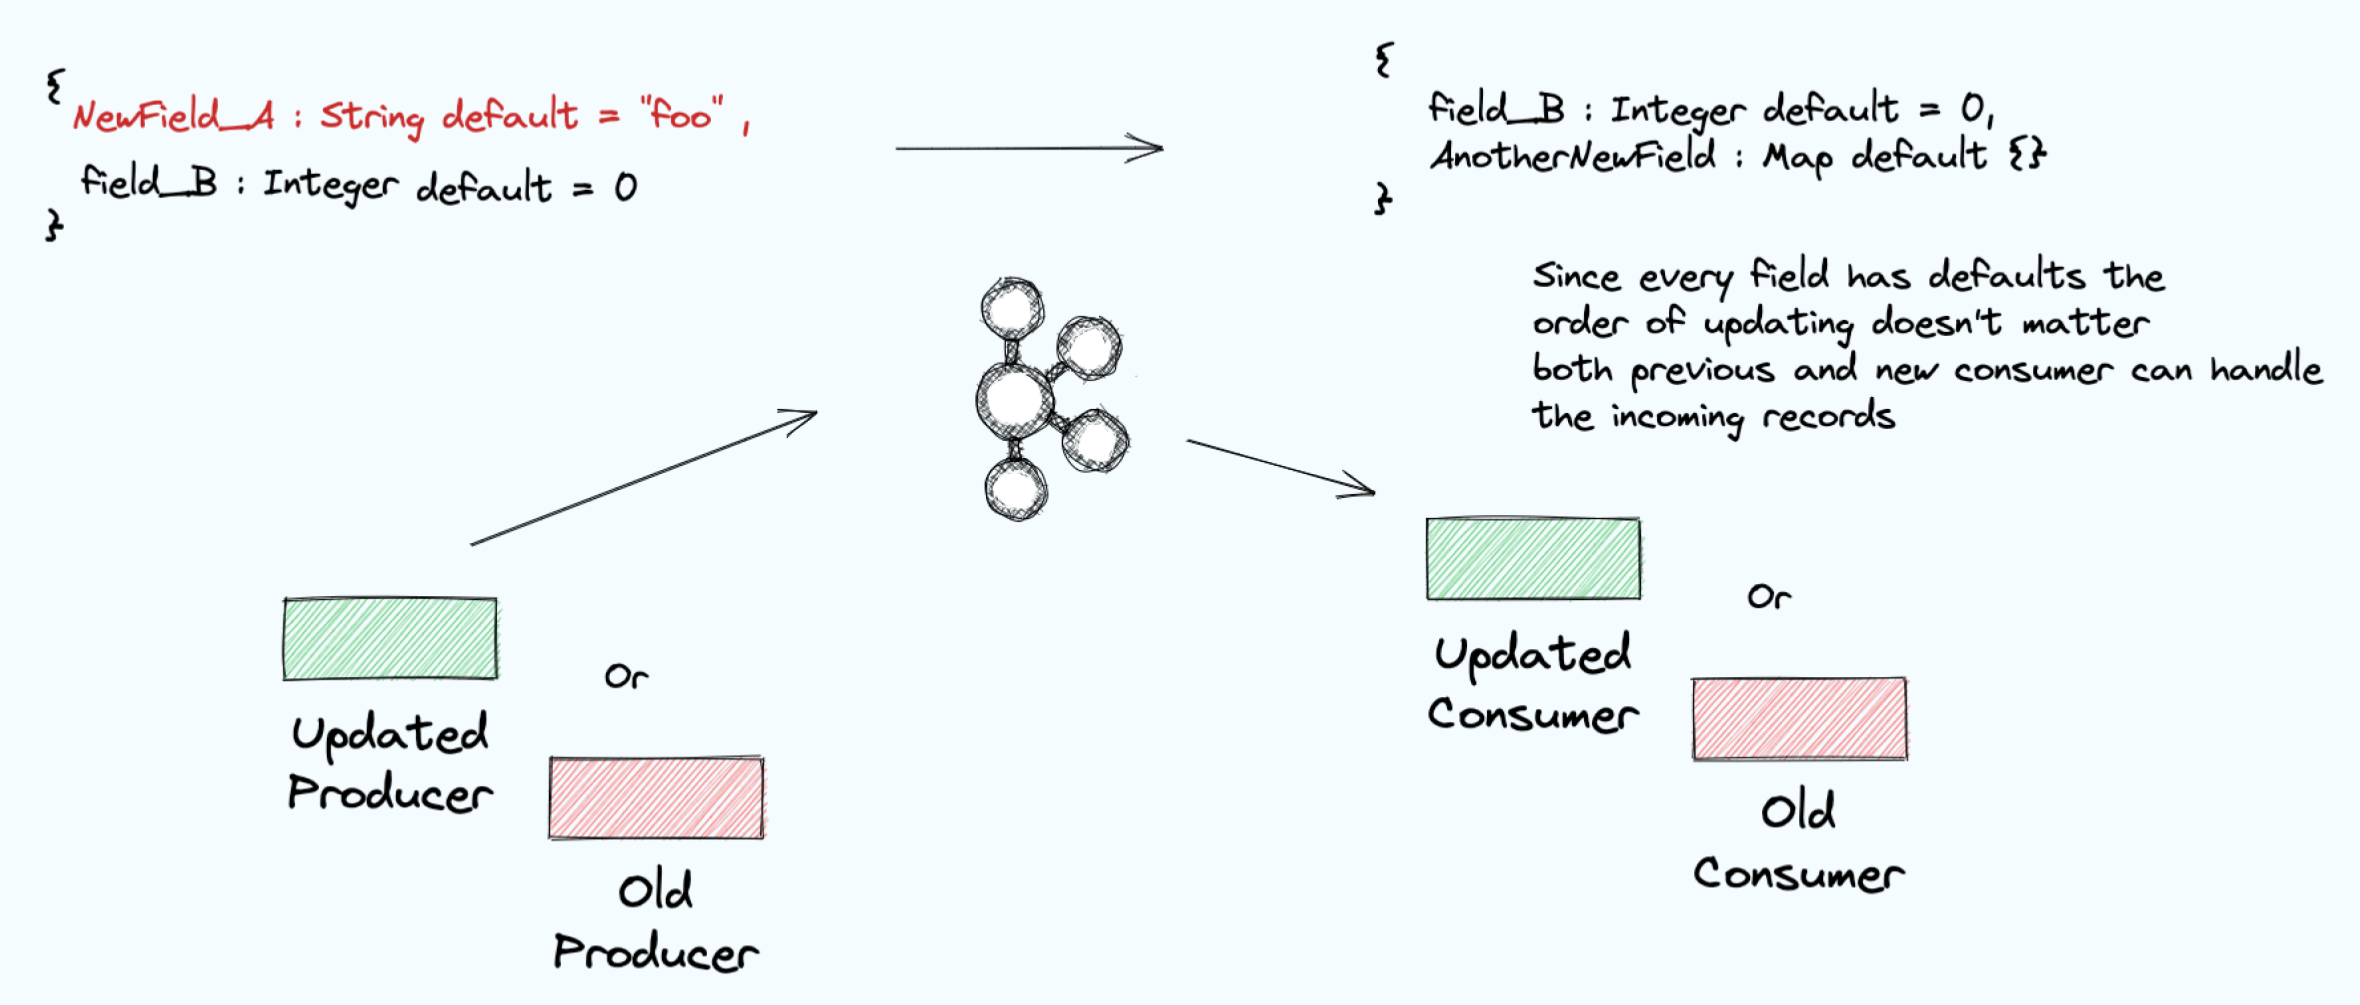 {
NewField_A : String default = "foo" ,
field_B : Integer default = 0
}
{
field_B : Integer default = 0,
AnotherNewField : Map default {}
}
Since every field has defaults the
order of updating doesn't matter
both previous and new consumer can handle
the incoming records
Updated
Producer
Or
Old
Producer
Updated
Consumer
Or
Old
Consumer